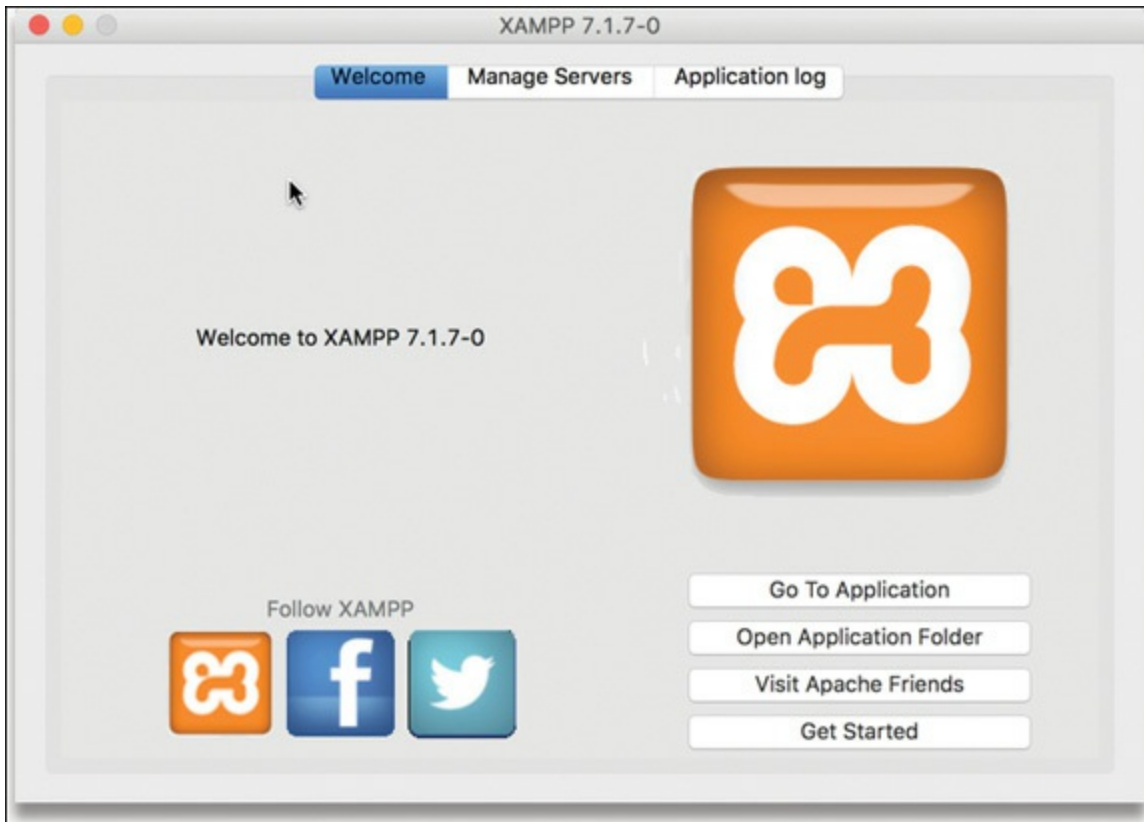 XAMPP 7.1.7-0
Welcome Manage Servers Application log
Welcome to XAMPP 7.1.7-0
Follow XAMPP
Go To Application
Open Application Folder
Visit Apache Friends
Get Started